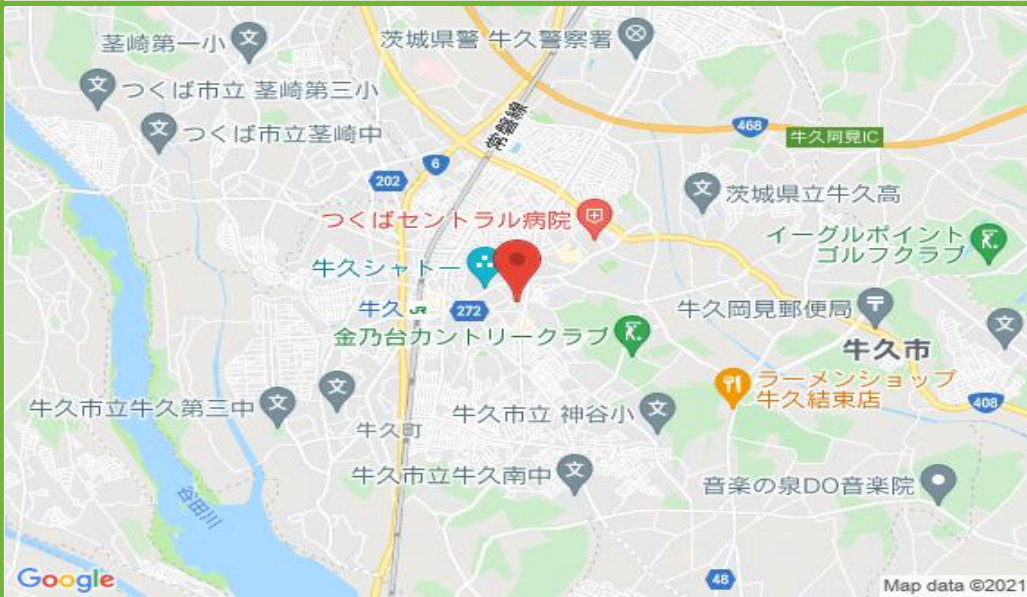 茎崎第一小
茨城県警 牛久警察署
つくば市立 茎崎第三小
つくば市立茎崎中
常磐線
468
牛久阿見IC
6
202
茨城県立牛久高
つくばセントラル病院
イーグルポイント
ゴルフクラブ
牛久シャトー
牛久 JR
272
牛久岡見郵便局
金乃台カントリークラブ
牛久市
ラーメンショップ
牛久結束店
408
牛久市立牛久第三中
牛久市立 神谷小
牛久町
牛久市立牛久南中
音楽の泉DO音楽院
谷田川
Google
48
Map data ©2021